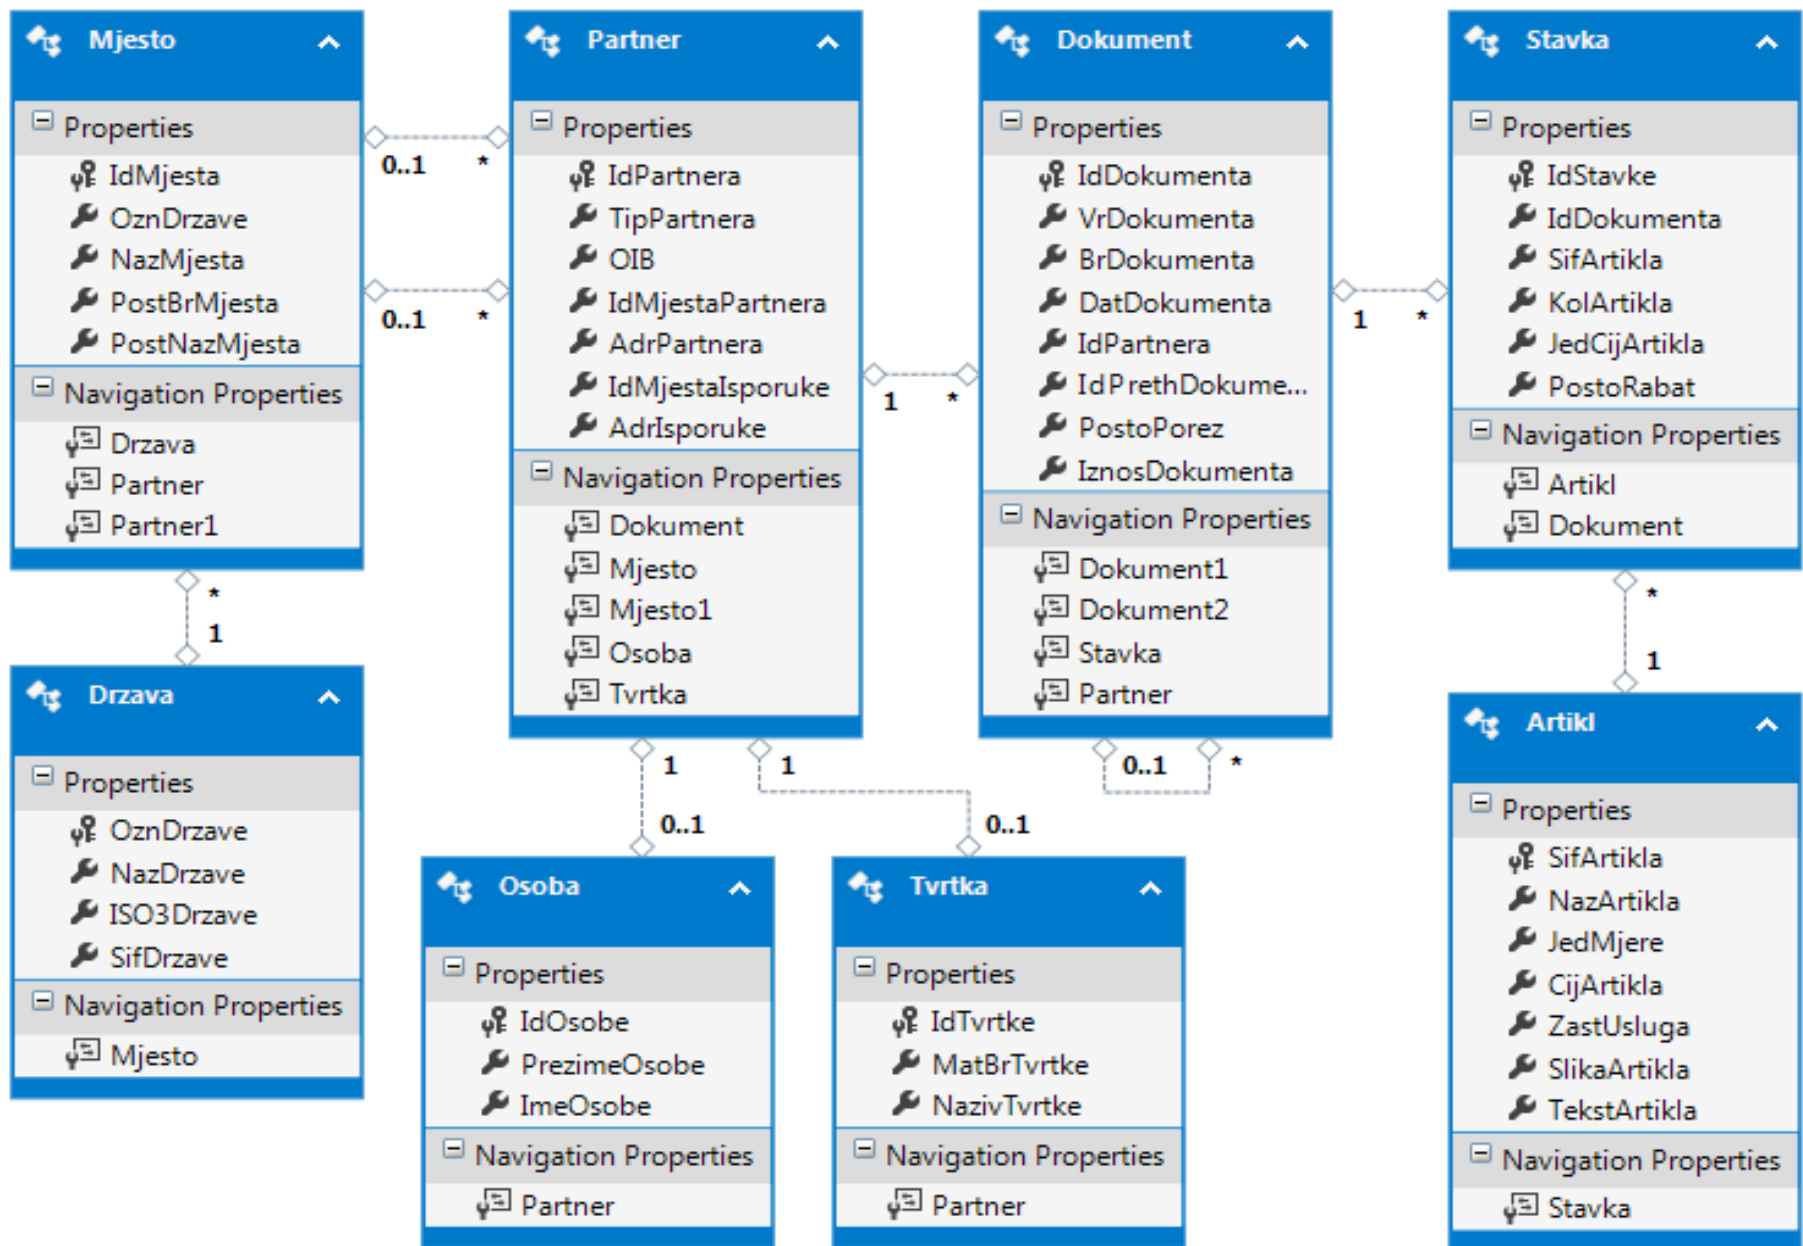 Mjesto
Properties
IdMjesta
OznDrzave
NazMjesta
PostBrMjesta
PostNazMjesta
Navigation Properties
Drzava
Partner
Partner1
0..1 *
0..1 *
Partner
Properties
IdPartnera
TipPartnera
OIB
IdMjestaPartnera
AdrPartnera
IdMjestaIsporuke
AdrIsporuke
Navigation Properties
Dokument
Mjesto
Mjesto1
Osoba
Tvrtka
1 *
Dokument
Properties
IdDokumenta
VrDokumenta
BrDokumenta
DatDokumenta
IdPartnera
IdPrethDokume...
PostoPorez
IznosDokumenta
Navigation Properties
Dokument1
Dokument2
Stavka
Partner
0..1 *
1 *
Stavka
Properties
IdStavke
IdDokumenta
SifArtikla
KolArtikla
JedCijArtikla
PostoRabat
Navigation Properties
Artikl
Dokument
*
1
*
1
Drzava
Properties
OznDrzave
NazDrzave
ISO3Drzave
SifDrzave
Navigation Properties
Mjesto
1
0..1
1
0..1
Osoba
Properties
IdOsobe
PrezimeOsobe
ImeOsobe
Navigation Properties
Partner
Tvrtka
Properties
IdTvrtke
MatBrTvrtke
NazivTvrtke
Navigation Properties
Partner
Artikl
Properties
SifArtikla
NazArtikla
JedMjere
CijArtikla
ZastUsluga
SlikaArtikla
TekstArtikla
Navigation Properties
Stavka